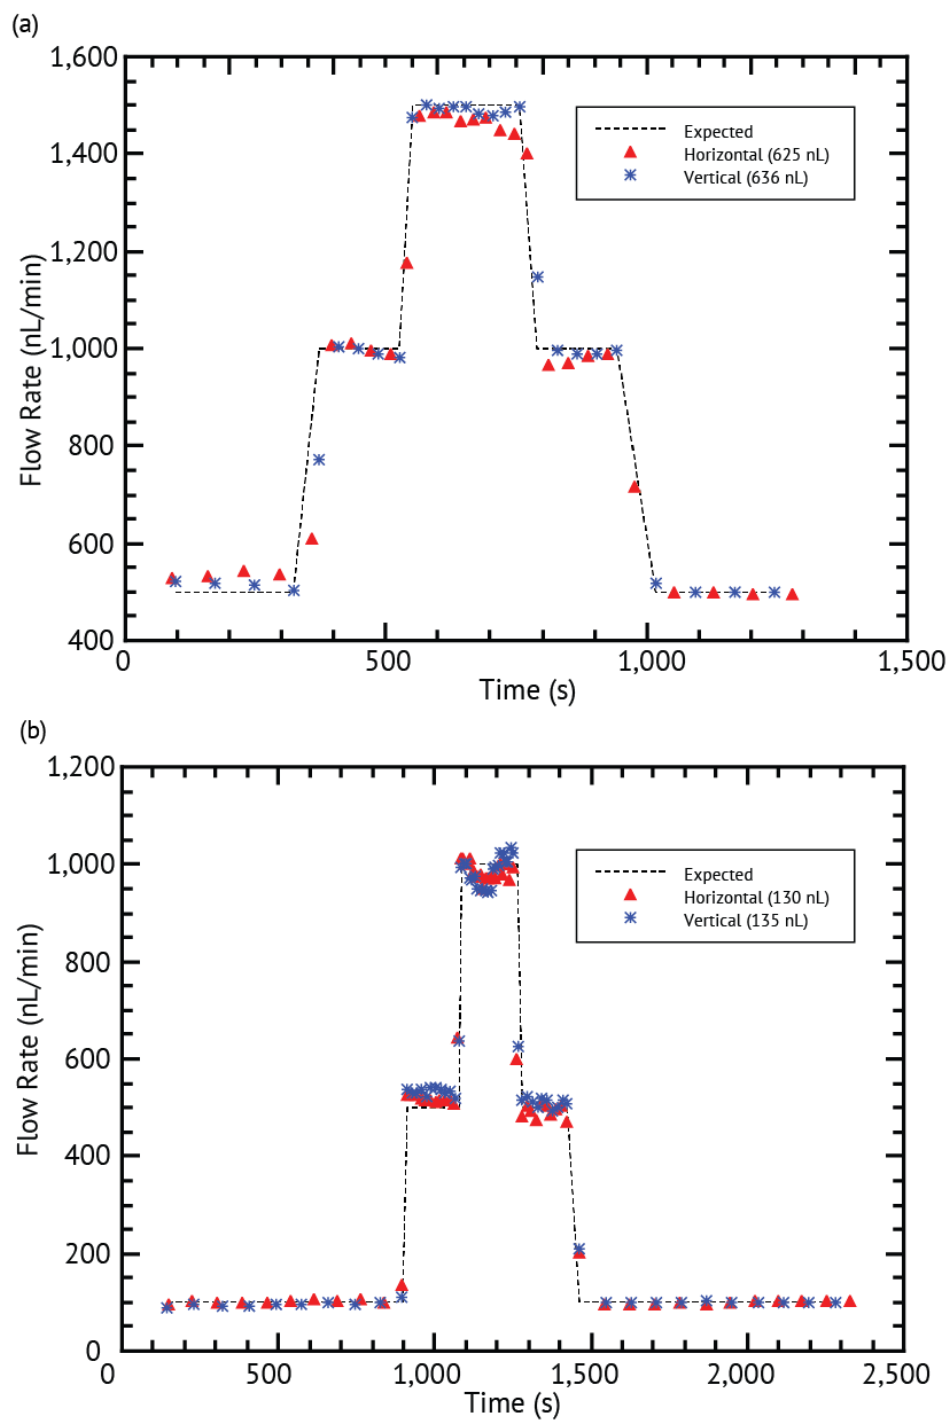 (a)
1,600
1,400
1,200
1,000
800
600
400
Flow Rate (nL/min)
Expected
Horizontal (625 nL)
Vertical (636 nL)
0
500
1,000
1,500
Time (s)
(b)
1,200
1,000
800
600
400
200
0
Flow Rate (nL/min)
Expected
Horizontal (130 nL)
Vertical (135 nL)
0
500
1,000
1,500
2,000
2,500
Time (s)